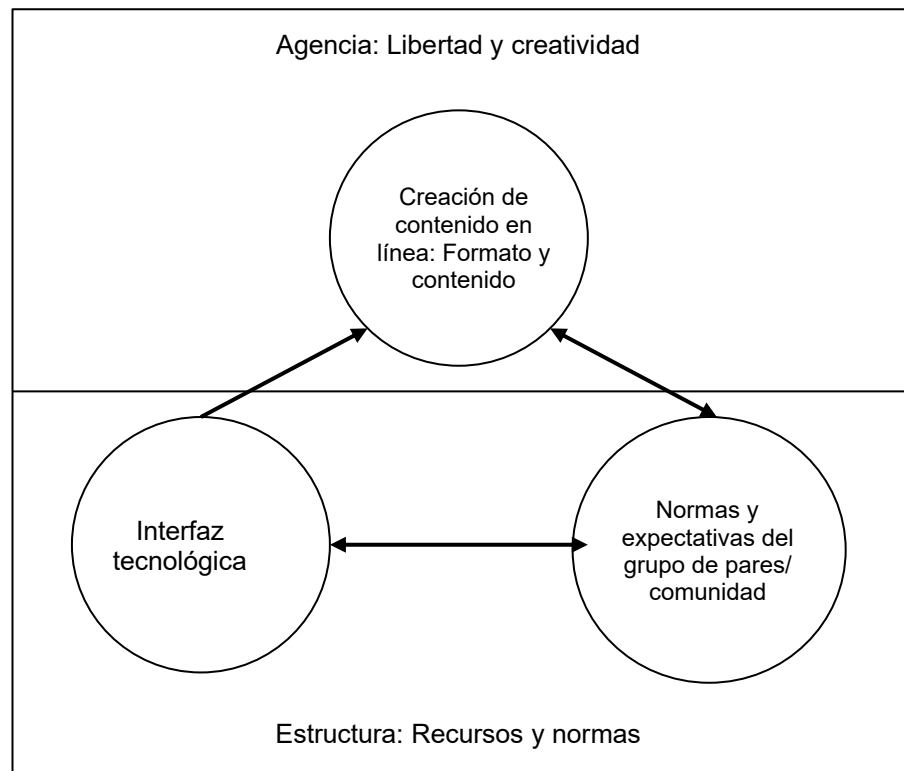 Agencia: Libertad y creatividad
Creación de
contenido en
línea: Formato y
contenido
Interfaz
tecnológica
Normas y
expectativas del
grupo de pares/
comunidad
Estructura: Recursos y normas